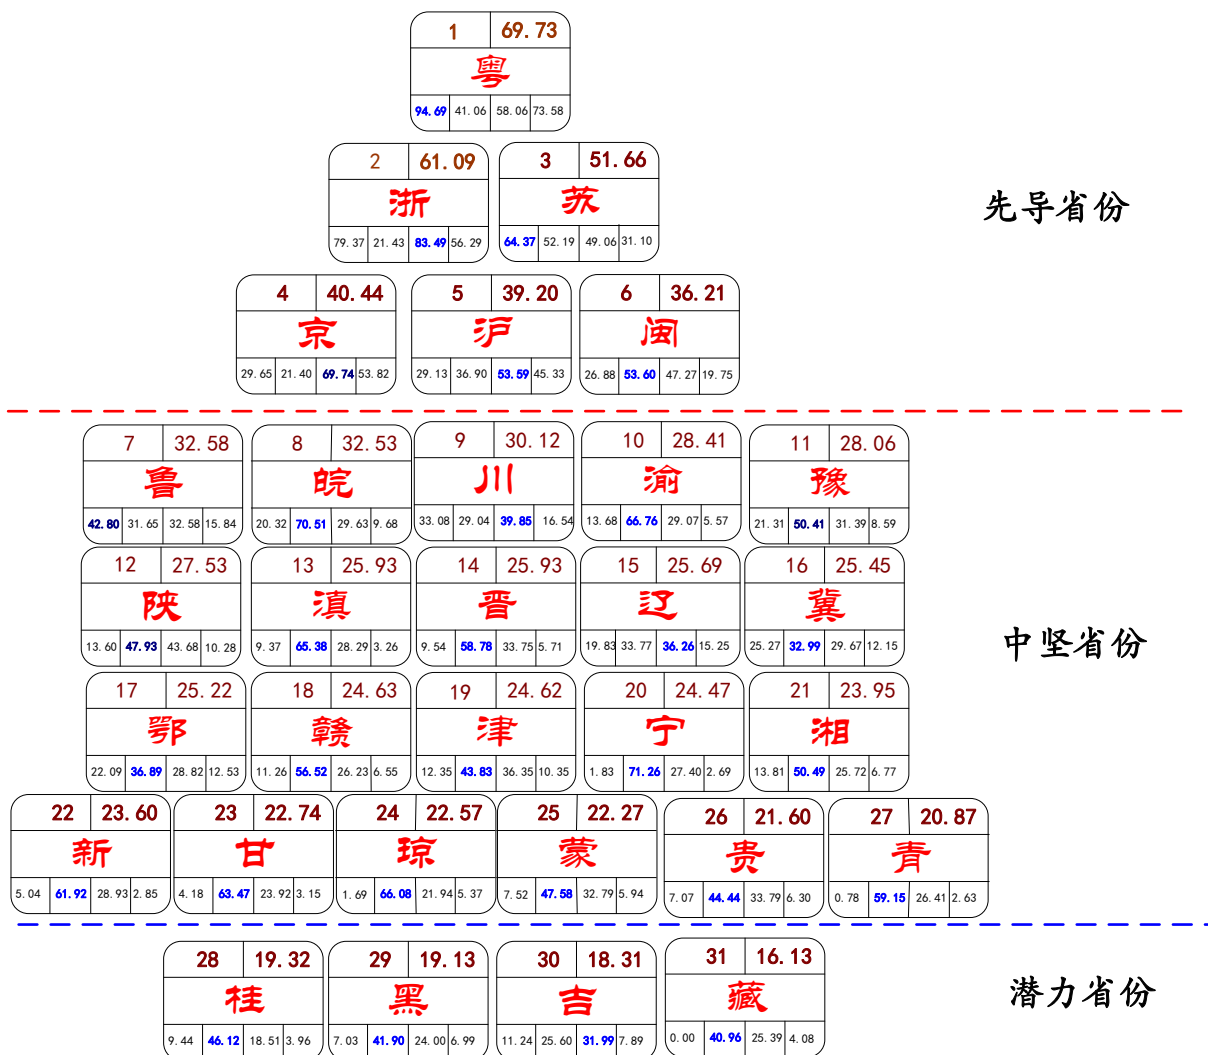 1 69.73
粤
94.69 41.06 58.06 73.58
2 61.09 3 51.66
浙 苏
79.37 21.43 83.49 56.29 64.37 52.19 49.06 31.10
先导省份
4 40.44 5 39.20 6 36.21
京 沪 闽
29.65 21.40 69.74 53.82 29.13 36.90 53.59 45.33 26.88 53.60 47.27 19.75
7 32.58 8 32.53 9 30.12 10 28.41 11 28.06
鲁 皖 川 渝 豫
42.80 31.65 32.58 15.84 20.32 70.51 29.63 9.68 33.08 29.04 39.85 16.54 13.68 66.76 29.07 5.57 21.31 50.41 31.39 8.59
12 27.53 13 25.93 14 25.93 15 25.69 16 25.45
陕 滇 晋 辽 冀
13.60 47.93 43.68 10.28 9.37 65.38 28.29 3.26 9.54 58.78 33.75 5.71 19.83 33.77 36.26 15.25 25.27 32.99 29.67 12.15
中坚省份
17 25.22 18 24.63 19 24.62 20 24.47 21 23.95
鄂 赣 津 宁 湘
22.09 36.89 28.82 12.53 11.26 56.52 26.23 6.55 12.35 43.83 36.35 10.35 1.83 71.26 27.40 2.69 13.81 50.49 25.72 6.77
22 23.60 23 22.74 24 22.57 25 22.27 26 21.60 27 20.87
新 甘 琼 蒙 贵 青
5.04 61.92 28.93 2.85 4.18 63.47 23.92 3.15 1.69 66.08 21.94 5.37 7.52 47.58 32.79 5.94 7.07 44.44 33.79 6.30 0.78 59.15 26.41 2.63
28 19.32 29 19.13 30 18.31 31 16.13
桂 黑 吉 藏
潜力省份
9.44 46.12 18.51 3.96 7.03 41.90 24.00 6.99 11.24 25.60 31.99 7.89 0.00 40.96 25.39 4.08